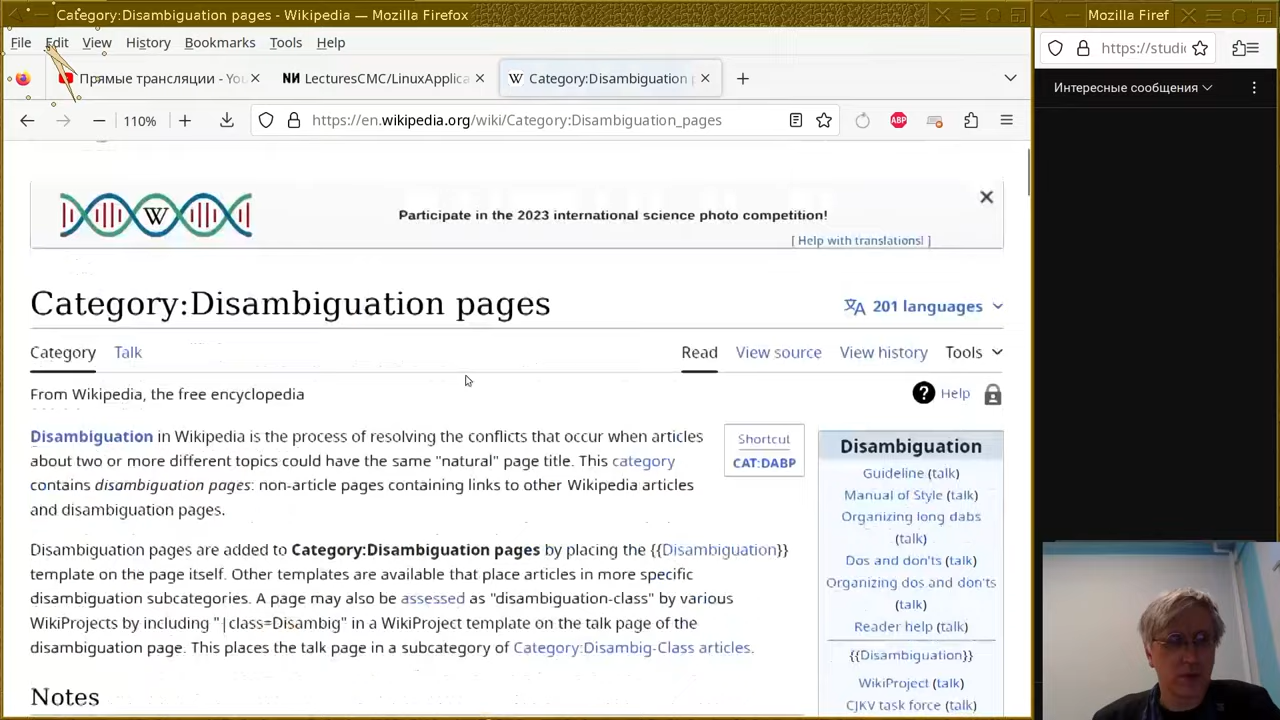 Category:Disambiguation pages - Wikipedia — Mozilla Firefox
Mozilla Firef
File Edit View History Bookmarks Tools Help
Прямые трансляции - You
LecturesCMC/LinuxApplica
Category:Disambiguation p
110%
https://en.wikipedia.org/wiki/Category:Disambiguation_pages
ABP
https://studi
Интересные сообщения
W
Participate in the 2023 international science photo competition!
[ Help with translations! ]
Category:Disambiguation pages
201 languages
Category Talk
Read View source View history Tools
From Wikipedia, the free encyclopedia
Help
Disambiguation in Wikipedia is the process of resolving the conflicts that occur when articles
about two or more different topics could have the same "natural" page title. This category
contains disambiguation pages: non-article pages containing links to other Wikipedia articles
and disambiguation pages.
Shortcut
CAT:DABP
Disambiguation pages are added to Category:Disambiguation pages by placing the {{Disambiguation}}
template on the page itself. Other templates are available that place articles in more specific
disambiguation subcategories. A page may also be assessed as "disambiguation-class" by various
WikiProjects by including "|class=Disambig" in a WikiProject template on the talk page of the
disambiguation page. This places the talk page in a subcategory of Category:Disambig-Class articles.
Notes
Disambiguation
Guideline (talk)
Manual of Style (talk)
Organizing long dabs
(talk)
Dos and don'ts (talk)
Organizing dos and don'ts
(talk)
Reader help (talk)
{{Disambiguation}}
WikiProject (talk)
CJKV task force (talk)